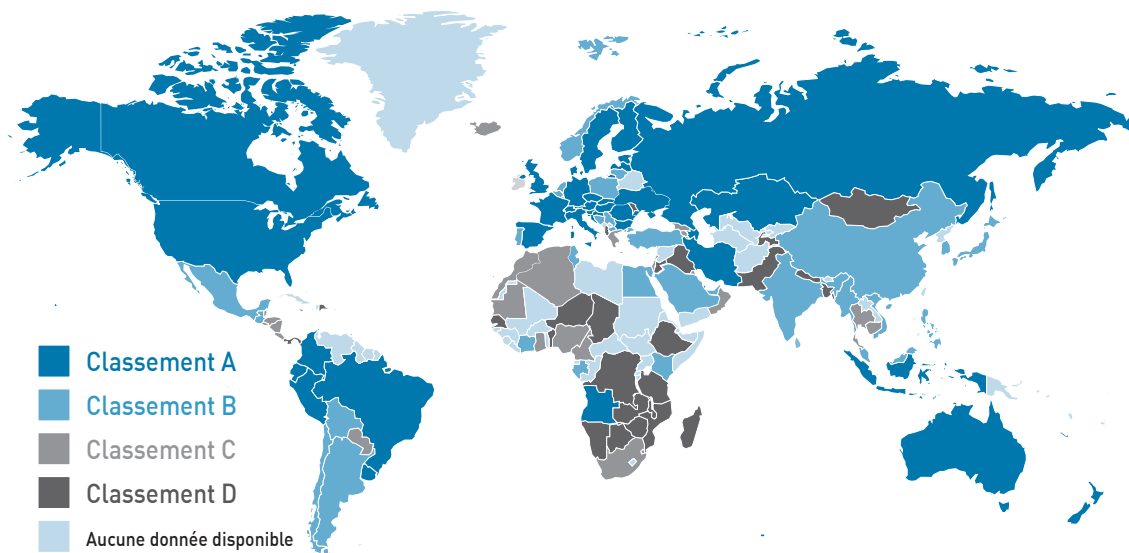 Classement A
Classement B
Classement C
Classement D
Aucune donnée disponible